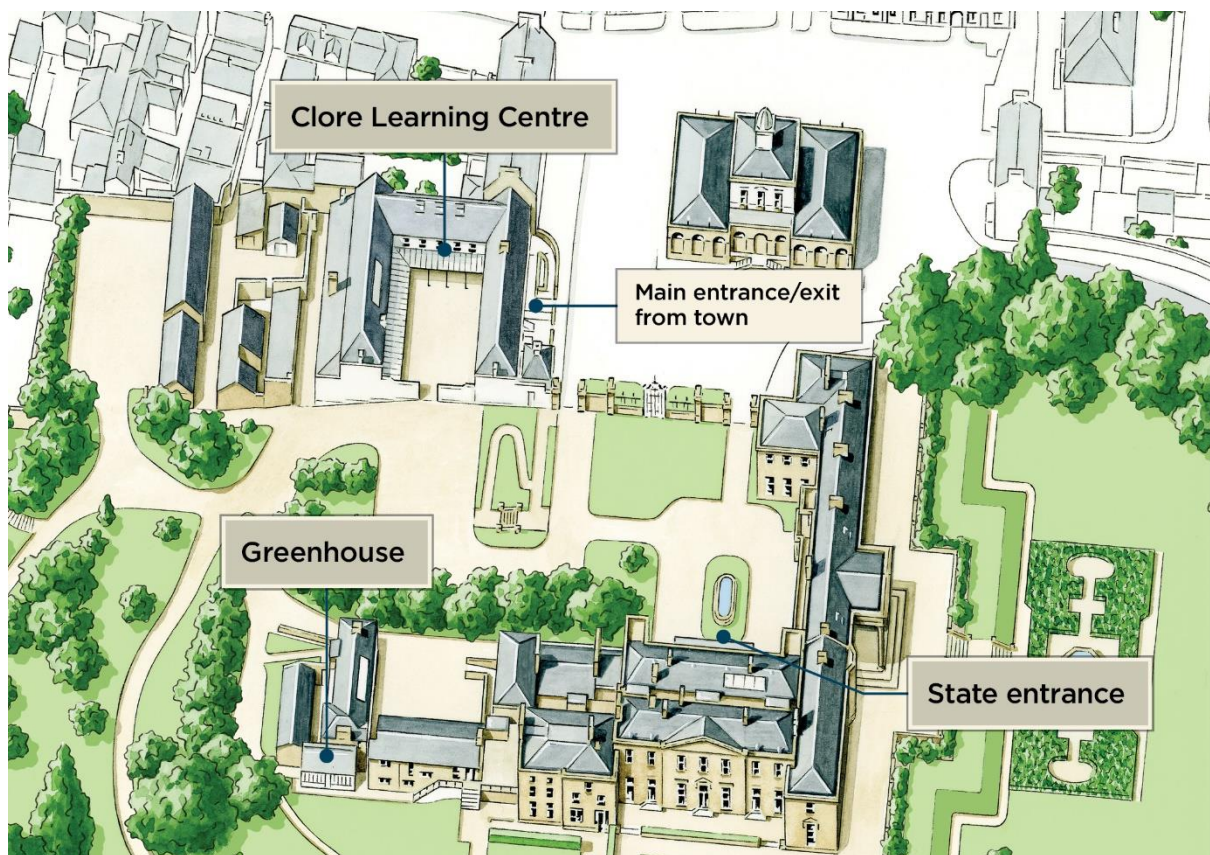 Clore Learning Centre
Main entrance/exit
from town
Greenhouse
State entrance